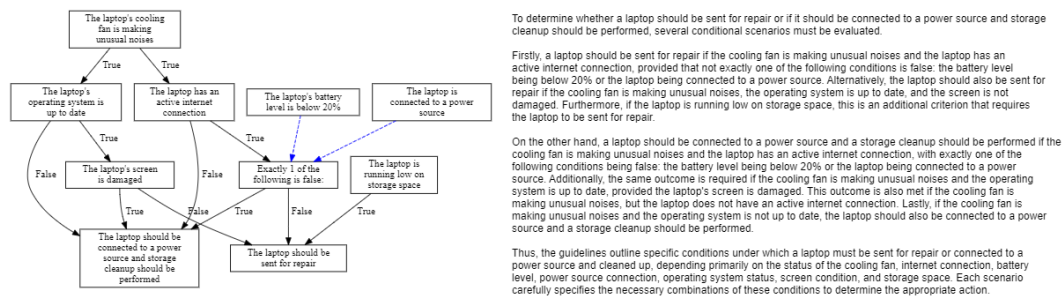 The laptop's cooling
fan is making
unusual noises
True
True
The laptop's
operating system is
up to date
The laptop has an
active internet
connection
The laptop's battery
level is below 20%
The laptop is
connected to a power
source
True
True
False
The laptop's screen
is damaged
False
Exactly 1 of the
following is false:
The laptop is
running low on
storage space
True
False
True
False
True
The laptop should be
connected to a power
source and storage
cleanup should be
performed
The laptop should be
sent for repair
To determine whether a laptop should be sent for repair or if it should be connected to a power source and storage
cleanup should be performed, several conditional scenarios must be evaluated.
Firstly, a laptop should be sent for repair if the cooling fan is making unusual noises and the laptop has an
active internet connection, provided that not exactly one of the following conditions is false: the battery level
being below 20% or the laptop being connected to a power source. Alternatively, the laptop should also be sent for
repair if the cooling fan is making unusual noises, the operating system is up to date, and the screen is not
damaged. Furthermore, if the laptop is running low on storage space, this is an additional criterion that requires
the laptop to be sent for repair.
On the other hand, a laptop should be connected to a power source and a storage cleanup should be performed if the
cooling fan is making unusual noises and the laptop has an active internet connection, with exactly one of the
following conditions being false: the battery level being below 20% or the laptop being connected to a power
source. Additionally, the same outcome is required if the cooling fan is making unusual noises and the operating
system is up to date, provided the laptop's screen is damaged. This outcome is also met if the cooling fan is
making unusual noises, but the laptop does not have an active internet connection. Lastly, if the cooling fan is
making unusual noises and the operating system is not up to date, the laptop should also be connected to a power
source and a storage cleanup should be performed.
Thus, the guidelines outline specific conditions under which a laptop must be sent for repair or connected to a
power source and cleaned up, depending primarily on the status of the cooling fan, internet connection, battery
level, power source connection, operating system status, screen condition, and storage space. Each scenario
carefully specifies the necessary combinations of these conditions to determine the appropriate action.